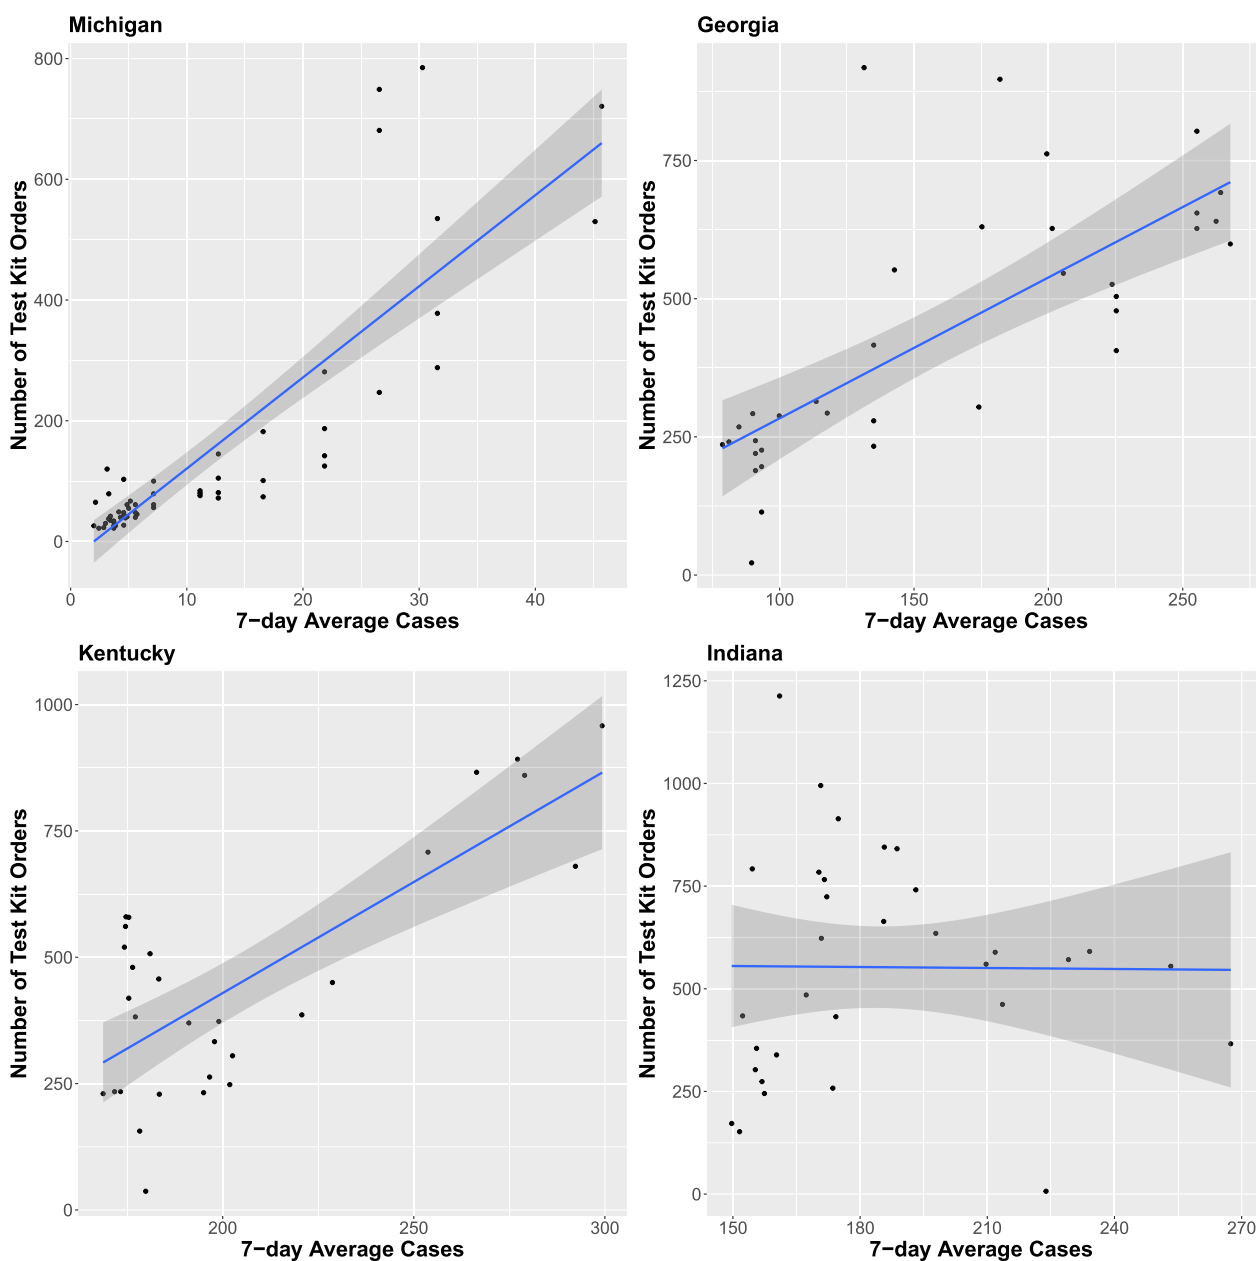 Michigan
Number of Test Kit Orders
800
600
400
200
0
0 10 20 30 40
7−day Average Cases
Georgia
Number of Test Kit Orders
750
500
250
0
100 150 200 250
7−day Average Cases
Kentucky
Number of Test Kit Orders
1000
750
500
250
0
200 250 300
7−day Average Cases
Indiana
Number of Test Kit Orders
1250
1000
750
500
250
0
150 180 210 240 270
7−day Average Cases